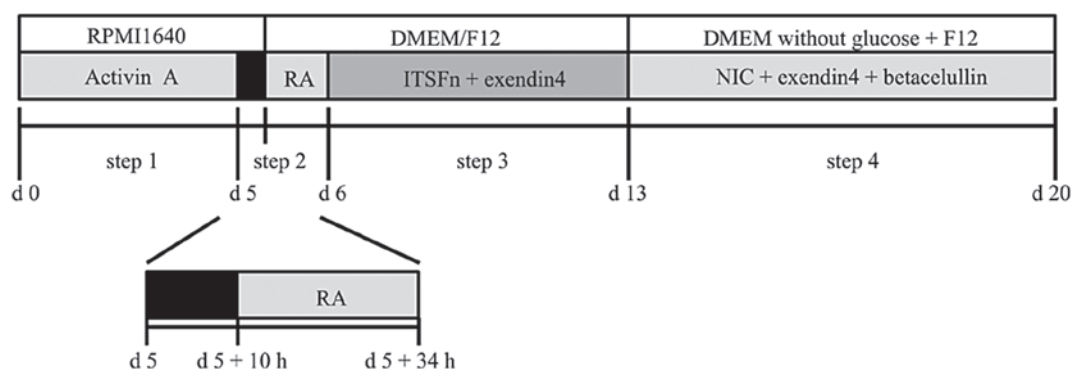 RPMI1640 DMEM/F12 DMEM without glucose + F12
Activin A RA ITSFn + exendin4 NIC + exendin4 + betacelullin
step 1 step 2 step 3 step 4
d 0 d 5 d 6 d 13 d 20
RA
d 5 d 5 + 10 h d 5 + 34 h